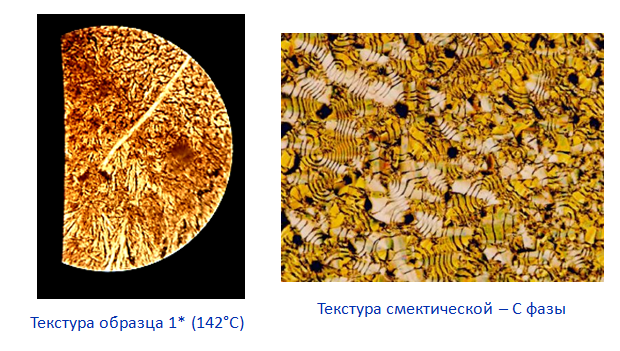 Текстура образца 1* (142°C)
Текстура смектической – С фазы